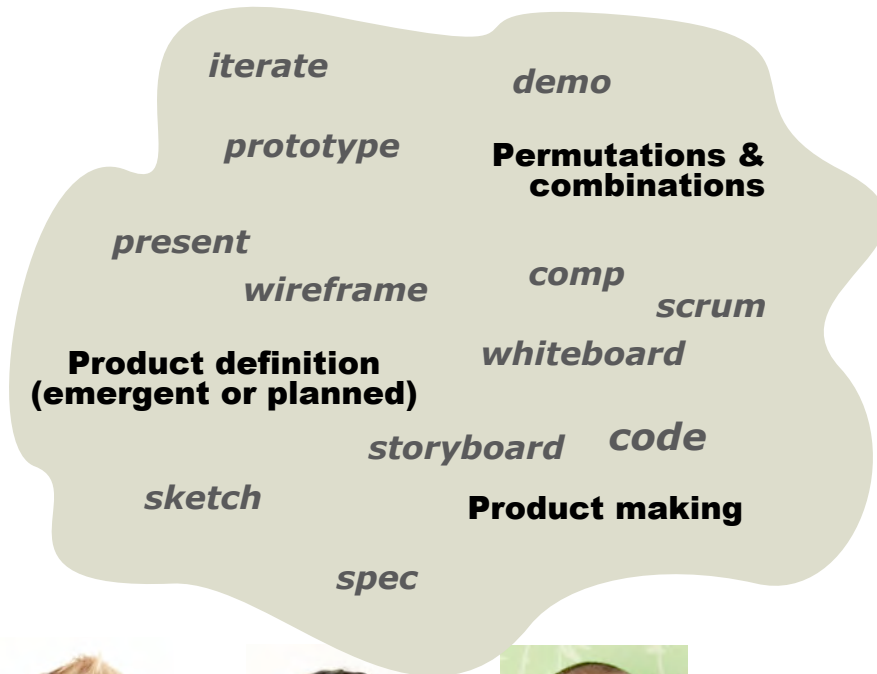 iterate
demo
prototype
Permutations &
combinations
present
wireframe
comp
scrum
whiteboard
Product definition
(emergent or planned)
storyboard
code
sketch
Product making
spec